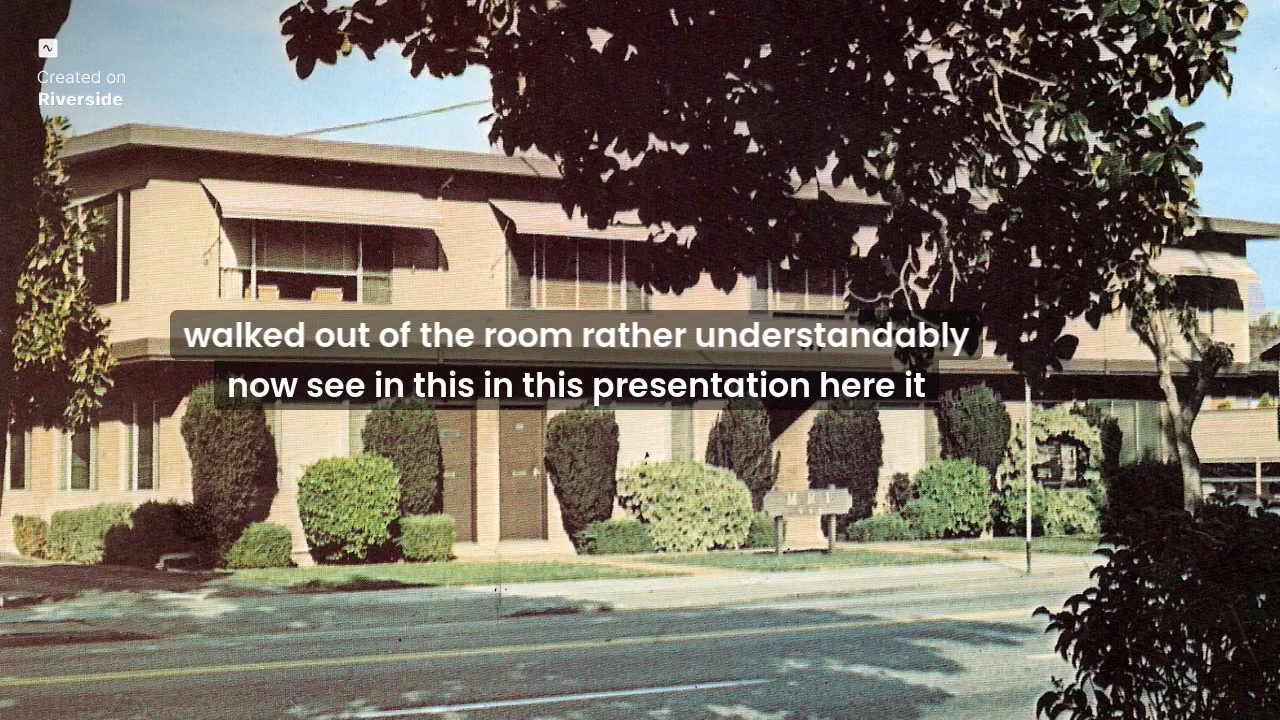 Created on
Riverside
walked out of the room rather understandably
now see in this in this presentation here it